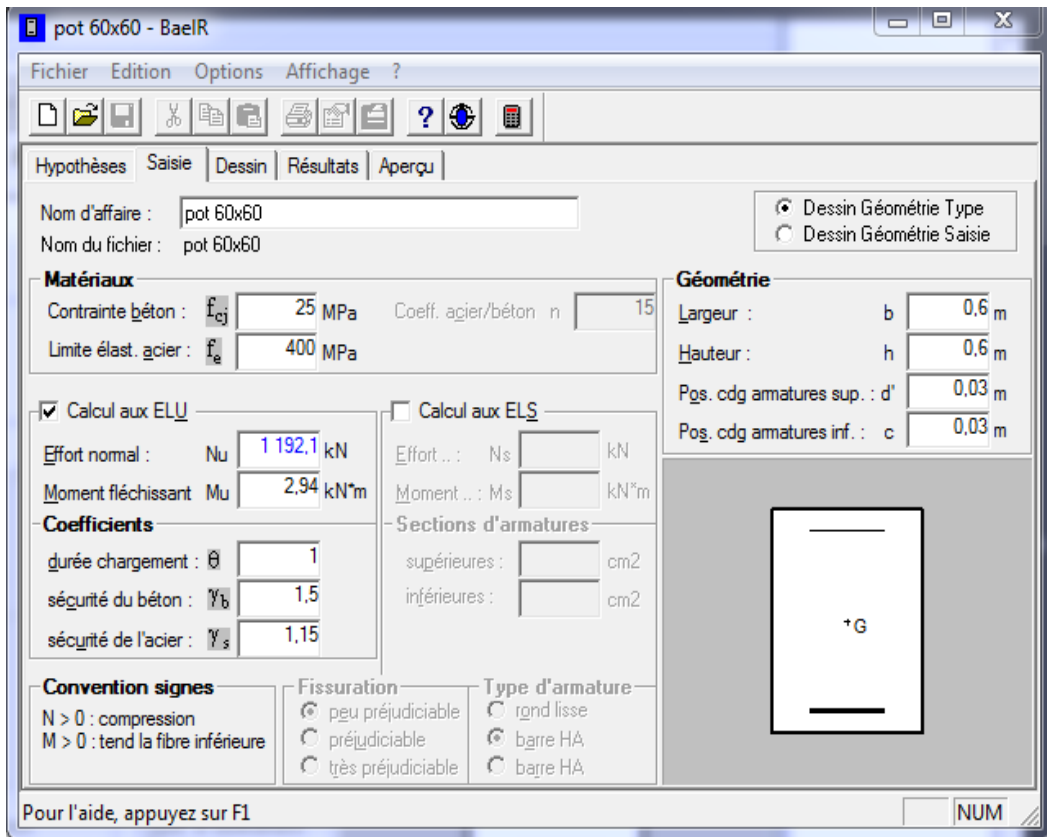 pot 60x60 - BaelR
Fichier Edition Options Affichage ?
Hypothèses Saisie Dessin Résultats Aperçu
Nom d'affaire : pot 60x60
Nom du fichier : pot 60x60
Dessin Géométrie Type
Dessin Géométrie Saisie
Matériaux
Contrainte béton : fcj 25 MPa Coeff. acier/béton n 15
Limite élast. acier : fe 400 MPa
Géométrie
Largeur : b 0,6 m
Hauteur : h 0,6 m
Pos. cdg armatures sup. : d' 0,03 m
Pos. cdg armatures inf. : c 0,03 m
Calcul aux ELU
Effort normal : Nu 1 192,1 kN
Moment fléchissant Mu 2,94 kN*m
Coefficients
durée chargement : θ 1
sécurité du béton : γb 1,5
sécurité de l'acier : γs 1,15
Calcul aux ELS
Effort .. : Ns kN
Moment .. : Ms kN*m
Sections d'armatures
supérieures : cm2
inférieures : cm2
+G
Convention signes
N > 0 : compression
M > 0 : tend la fibre inférieure
Fissuration
peu préjudiciable
préjudiciable
très préjudiciable
Type d'armature
rond lisse
barre HA
barre HA
Pour l'aide, appuyez sur F1 NUM